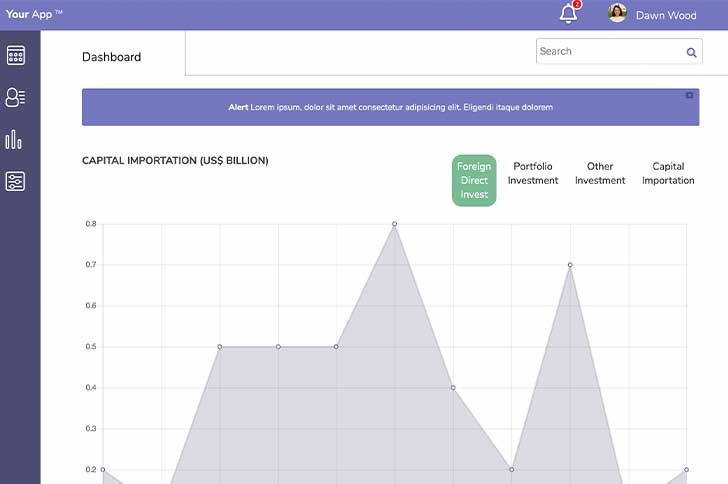 Your App ™
2
Dawn Wood
Dashboard
Search
Alert Lorem ipsum, dolor sit amet consectetur adipisicing elit. Eligendi itaque dolorem
x
CAPITAL IMPORTATION (US$ BILLION)
Foreign
Direct
Invest
Portfolio
Investment
Other
Investment
Capital
Importation
0.8
0.7
0.6
0.5
0.4
0.3
0.2